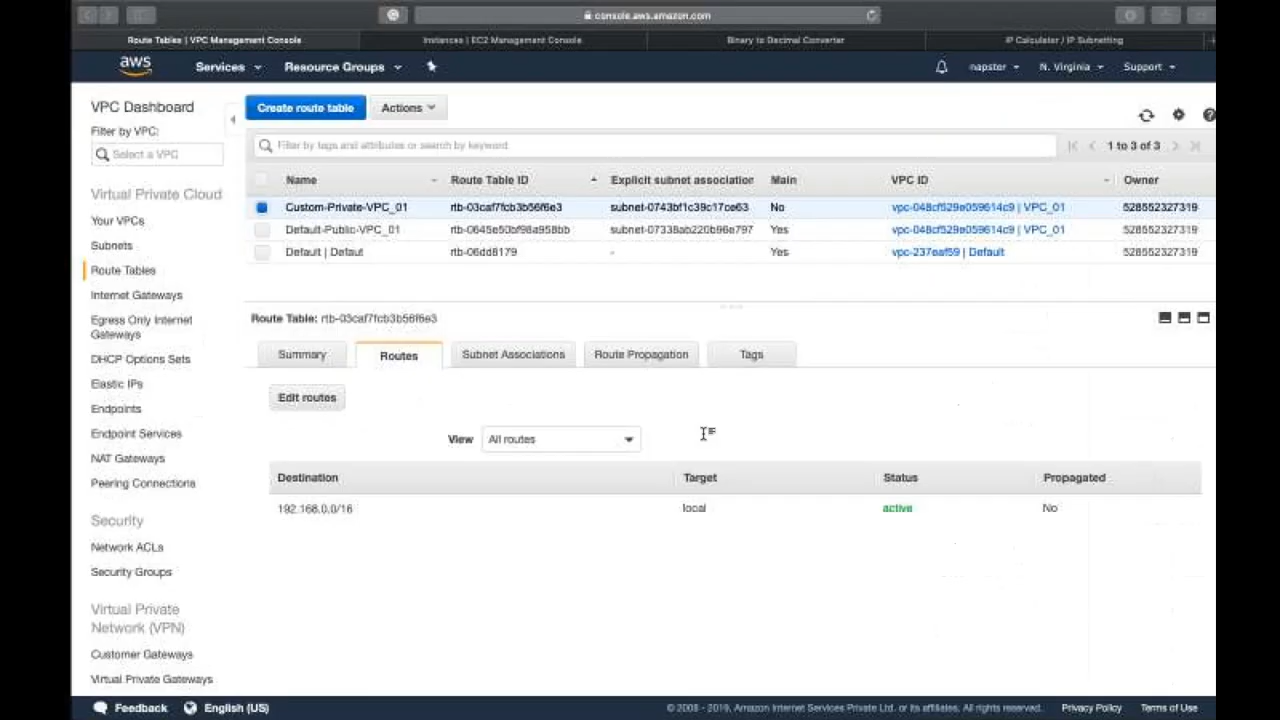 console.aws.amazon.com
Route Tables | VPC Management Console
Instances | EC2 Management Console
Binary to Decimal Converter
IP Calculator / IP Subnetting
aws
Services
Resource Groups
napster
N. Virginia
Support
VPC Dashboard
Filter by VPC:
Select a VPC
Virtual Private Cloud
Your VPCs
Subnets
Route Tables
Internet Gateways
Egress Only Internet
Gateways
DHCP Options Sets
Elastic IPs
Endpoints
Endpoint Services
NAT Gateways
Peering Connections
Security
Network ACLs
Security Groups
Virtual Private
Network (VPN)
Customer Gateways
Virtual Private Gateways
Create route table
Actions
Filter by tags and attributes or search by keyword
1 to 3 of 3
Name Route Table ID Explicit subnet association Main VPC ID Owner
Custom-Private-VPC_01 rtb-03caf7fcb3b56f6e3 subnet-0743bf1c39c17ce63 No vpc-048cf529e059614c9 | VPC_01 528552327319
Default-Public-VPC_01 rtb-0645e50bf98a958bb subnet-07338ab220b96e797 Yes vpc-048cf529e059614c9 | VPC_01 528552327319
Default | Defaut rtb-06dd8179 - Yes vpc-237eaf59 | Default 528552327319
Route Table: rtb-03caf7fcb3b56f6e3
Summary
Routes
Subnet Associations
Route Propagation
Tags
Edit routes
View All routes
Destination Target Status Propagated
192.168.0.0/16 local active No
Feedback
English (US)
© 2008 - 2019, Amazon Internet Services Private Ltd. or its affiliates. All rights reserved.
Privacy Policy
Terms of Use